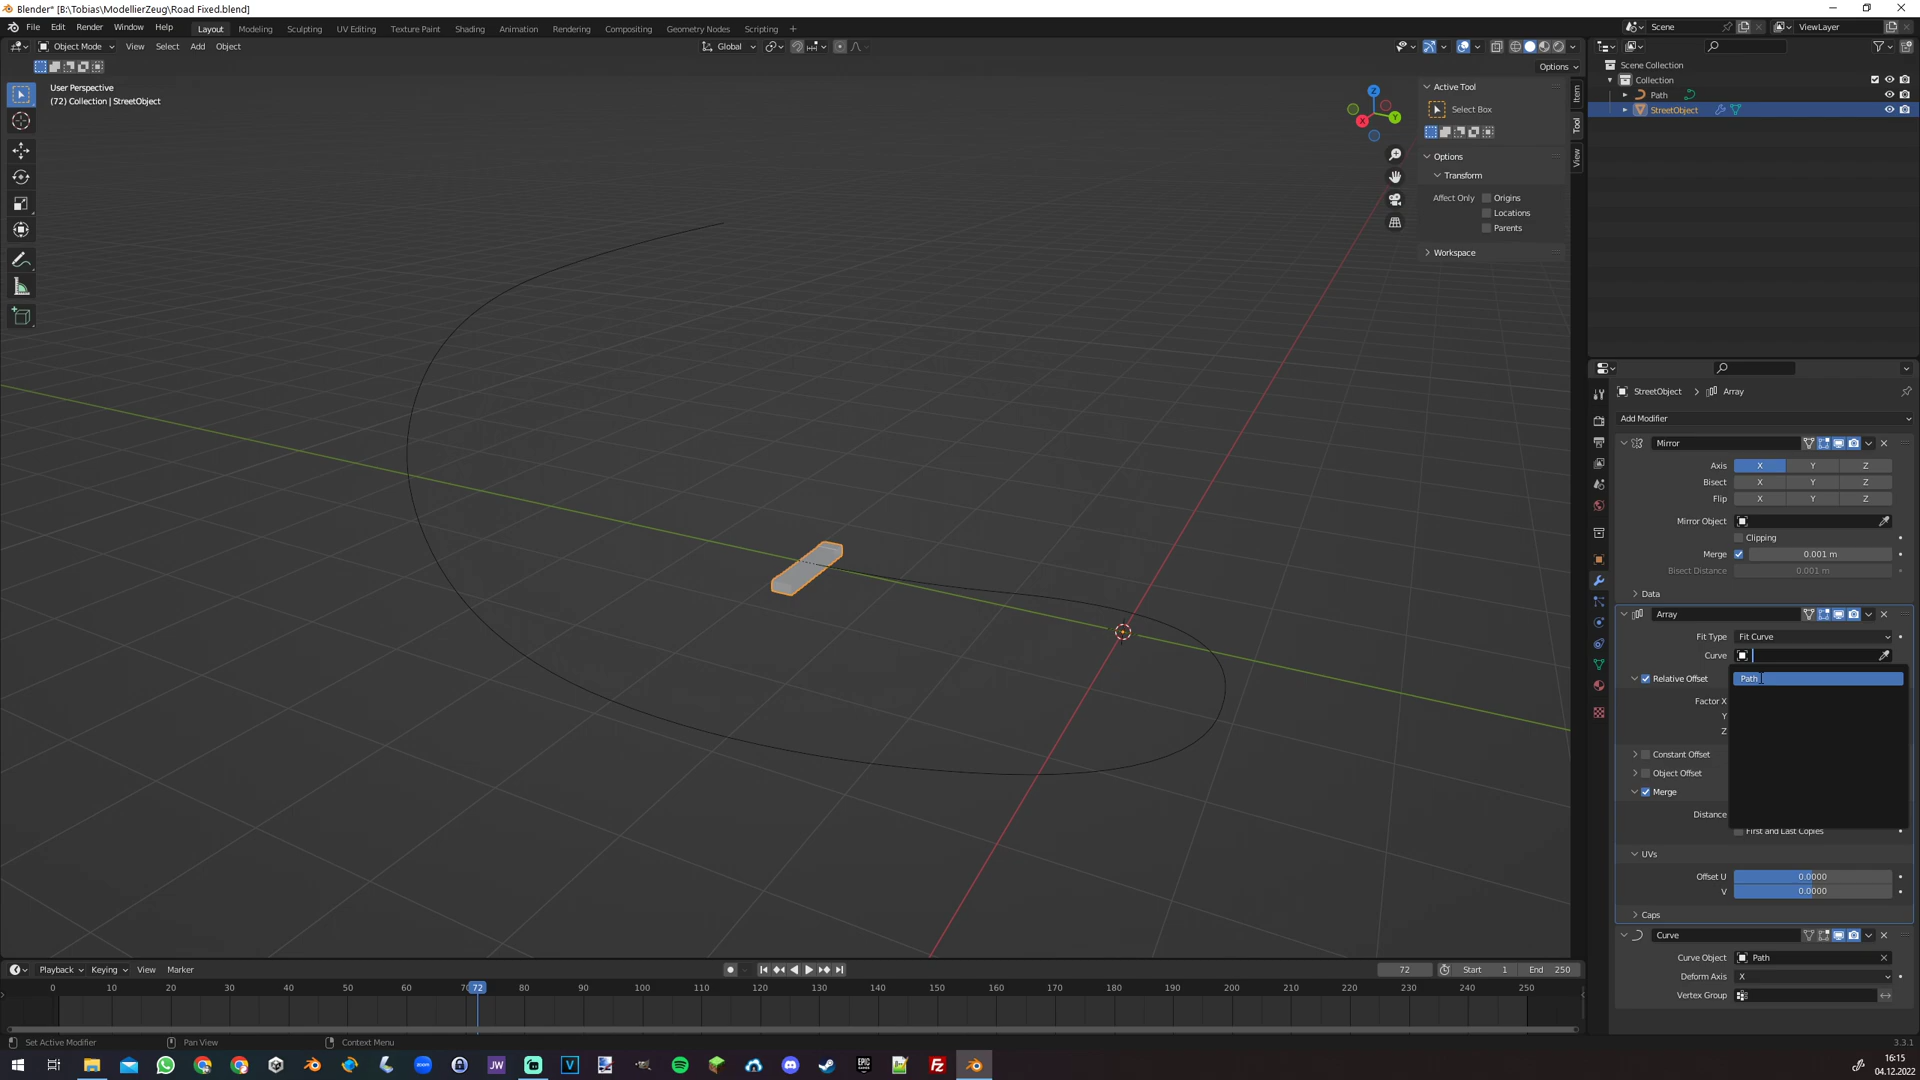 Blender* [B:\Tobias\ModellierZeug\Road Fixed.blend]
File Edit Render Window Help Layout Modeling Sculpting UV Editing Texture Paint Shading Animation Rendering Compositing Geometry Nodes Scripting + Scene ViewLayer
Object Mode View Select Add Object Global
Options
User Perspective
(72) Collection | StreetObject
Z
Y
X
Active Tool
Select Box
Options
Transform
Affect Only Origins
Locations
Parents
Workspace
Item
Tool
View
Scene Collection
Collection
Path
StreetObject
StreetObject > Array
Add Modifier
Mirror
Axis X Y Z
Bisect X Y Z
Flip X Y Z
Mirror Object
Clipping
Merge 0.001 m
Bisect Distance 0.001 m
Data
Array
Fit Type Fit Curve
Curve
Relative Offset Path
Factor X
Y
Z
Constant Offset
Object Offset
Merge
Distance
First and Last Copies
UVs
Offset U 0.0000
V 0.0000
Caps
Curve
Curve Object Path
Deform Axis X
Vertex Group
Playback Keying View Marker 72 Start 1 End 250
0 10 20 30 40 50 60 72 80 90 100 110 120 130 140 150 160 170 180 190 200 210 220 230 240 250
Set Active Modifier Pan View Context Menu 3.3.1
zoom JW V EPIC GAMES Fz
16:15
04.12.2022